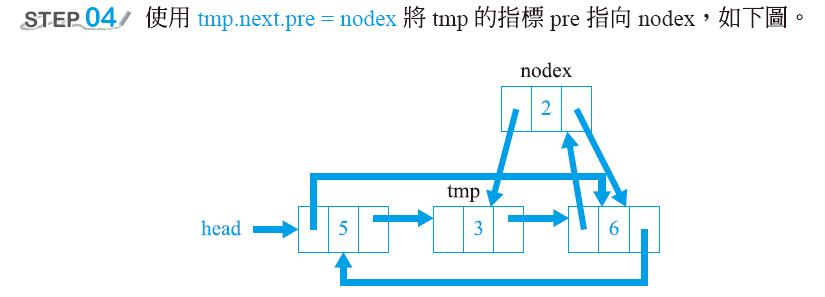 STEP 04 使用 tmp.next.pre = nodex 將 tmp 的指標 pre 指向 nodex，如下圖。
nodex
2
tmp
head 5 3 6